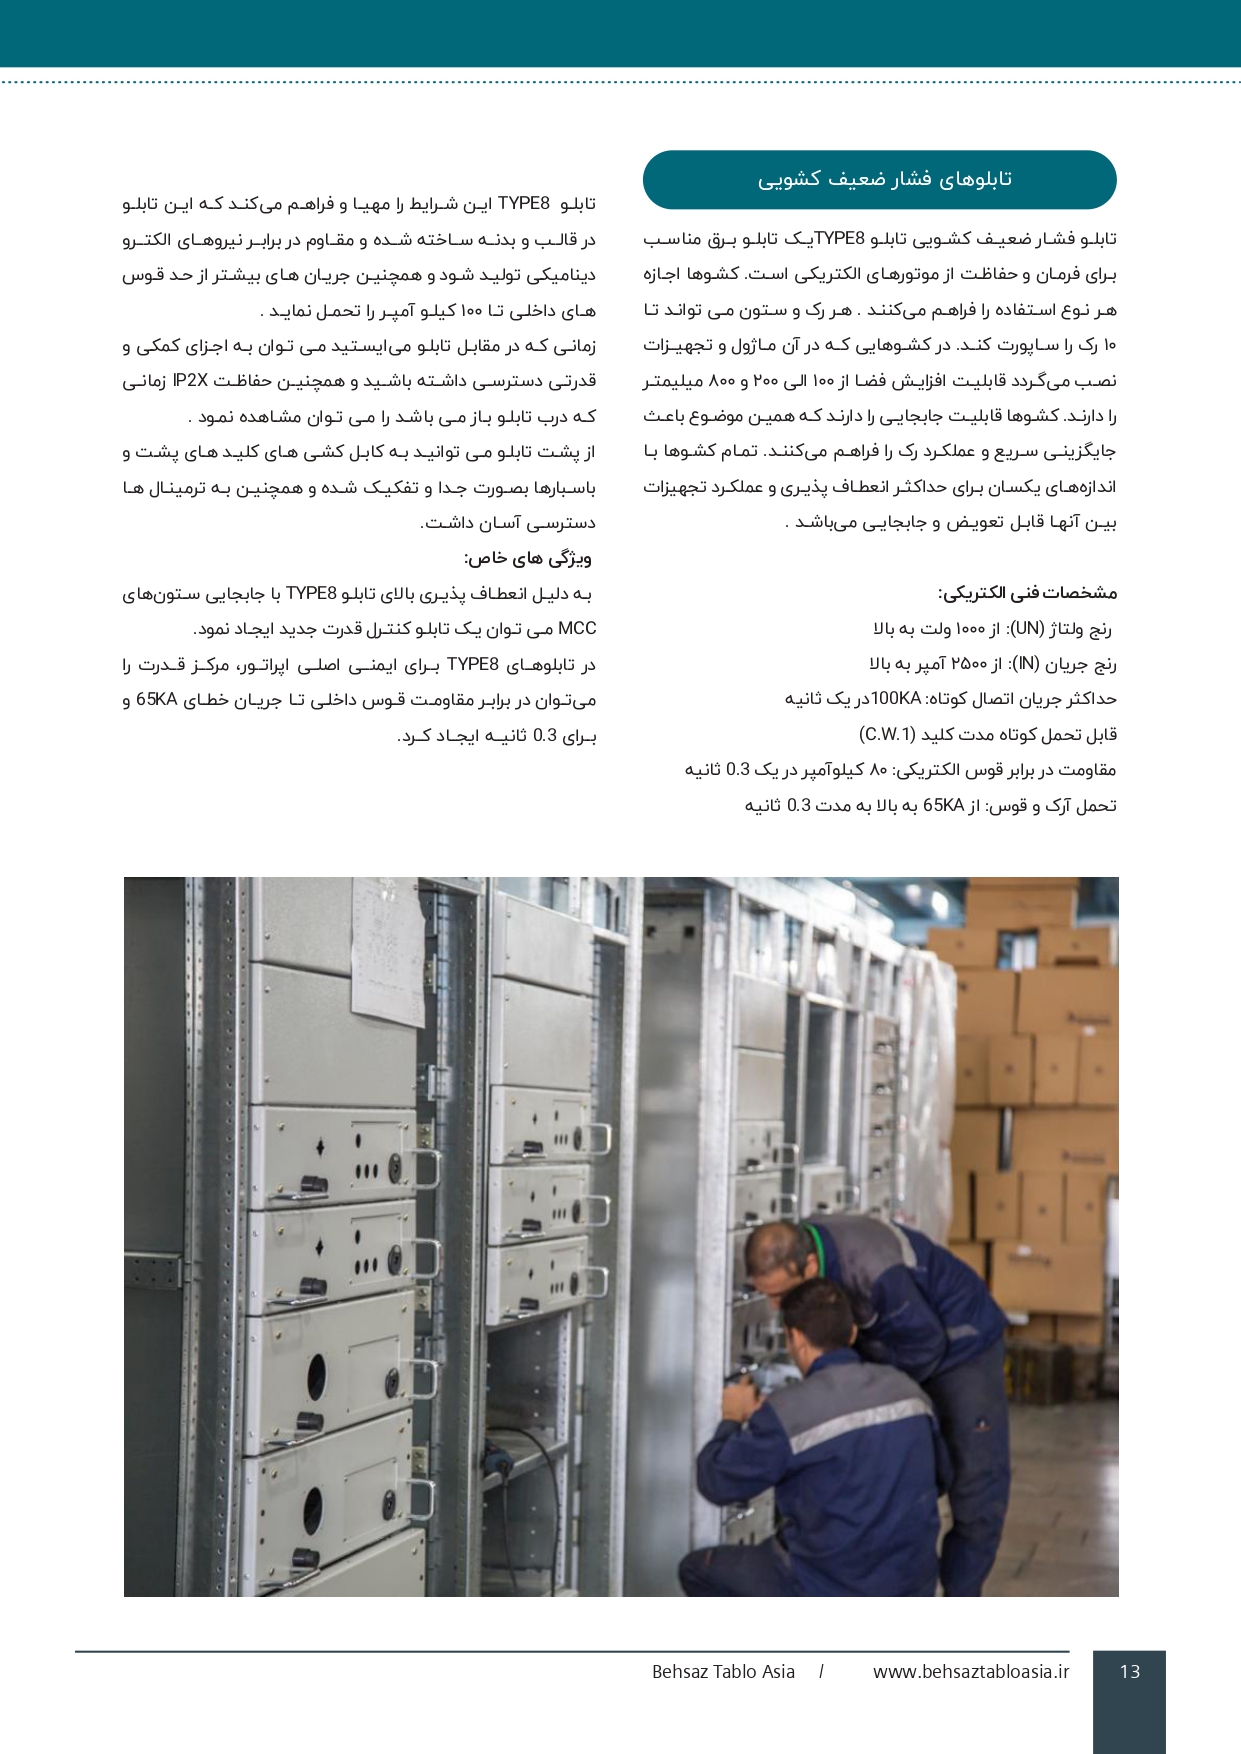 تابلوهای فشار ضعیف کشویی
تابلو فشار ضعیف کشویی تابلو TYPE8یک تابلو برق مناسب
برای فرمان و حفاظت از موتورهای الکتریکی است. کشوها اجازه
هر نوع استفاده را فراهم می‌کنند . هر رک و ستون می تواند تا
۱۰ رک را ساپورت کند. در کشوهایی که در آن ماژول و تجهیزات
نصب می‌گردد قابلیت افزایش فضا از ۱۰۰ الی ۲۰۰ و ۸۰۰ میلیمتر
را دارند. کشوها قابلیت جابجایی را دارند که همین موضوع باعث
جایگزینی سریع و عملکرد رک را فراهم می‌کنند. تمام کشوها با
اندازه‌های یکسان برای حداکثر انعطاف پذیری و عملکرد تجهیزات
بین آنها قابل تعویض و جابجایی می‌باشد .
مشخصات فنی الکتریکی:
رنج ولتاژ (UN): از ۱۰۰۰ ولت به بالا
رنج جریان (IN): از ۲۵۰۰ آمپر به بالا
حداکثر جریان اتصال کوتاه: 100KAدر یک ثانیه
قابل تحمل کوتاه مدت کلید (C.W.1)
مقاومت در برابر قوس الکتریکی: ۸۰ کیلوآمپر در یک 0.3 ثانیه
تحمل آرک و قوس: از 65KA به بالا به مدت 0.3 ثانیه
تابلو TYPE8 این شرایط را مهیا و فراهم می‌کند که این تابلو
در قالب و بدنه ساخته شده و مقاوم در برابر نیروهای الکترو
دینامیکی تولید شود و همچنین جریان های بیشتر از حد قوس
های داخلی تا ۱۰۰ کیلو آمپر را تحمل نماید .
زمانی که در مقابل تابلو می‌ایستید می توان به اجزای کمکی و
قدرتی دسترسی داشته باشید و همچنین حفاظت IP2X زمانی
که درب تابلو باز می باشد را می توان مشاهده نمود .
از پشت تابلو می توانید به کابل کشی های کلید های پشت و
باسبارها بصورت جدا و تفکیک شده و همچنین به ترمینال ها
دسترسی آسان داشت.
ویژگی های خاص:
به دلیل انعطاف پذیری بالای تابلو TYPE8 با جابجایی ستون‌های
MCC می توان یک تابلو کنترل قدرت جدید ایجاد نمود.
در تابلوهای TYPE8 برای ایمنی اصلی اپراتور، مرکز قدرت را
می‌توان در برابر مقاومت قوس داخلی تا جریان خطای 65KA و
برای 0.3 ثانیه ایجاد کرد.
Behsaz Tablo Asia / www.behsaztabloasia.ir 13